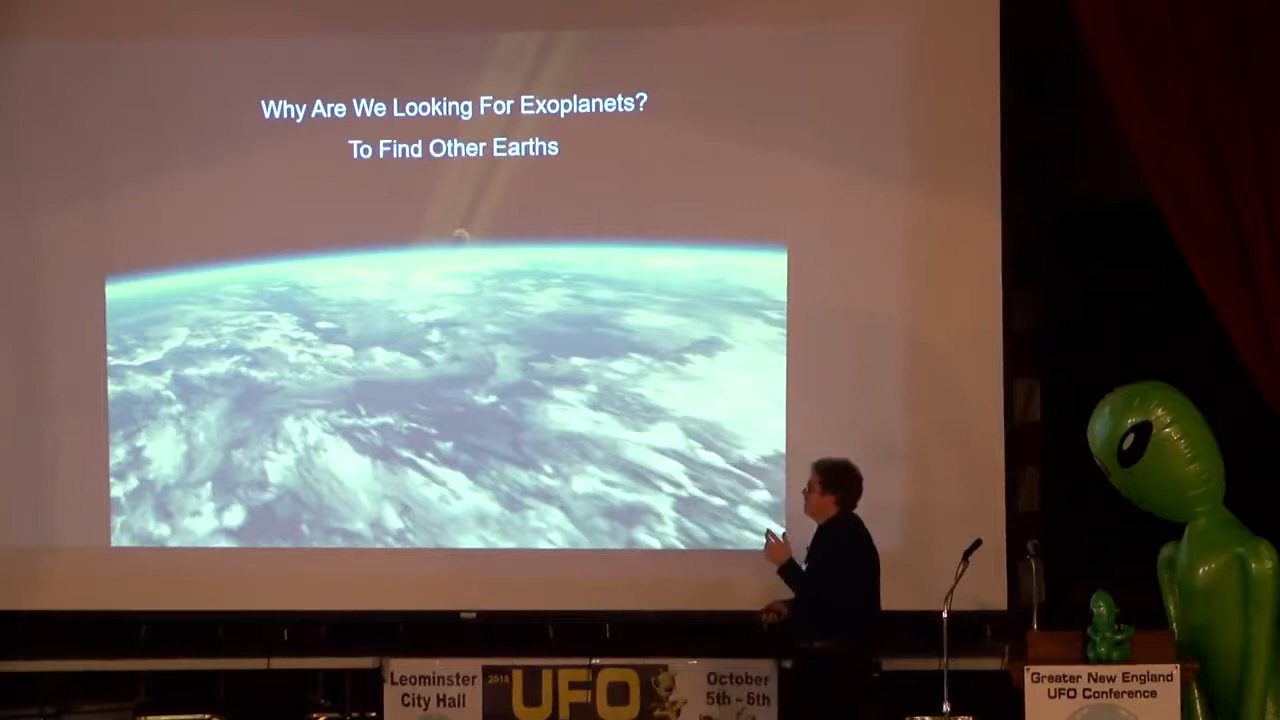 Why Are We Looking For Exoplanets?
To Find Other Earths
Leominster
City Hall
2018
UFO
October
5th - 6th
Greater New England
UFO Conference